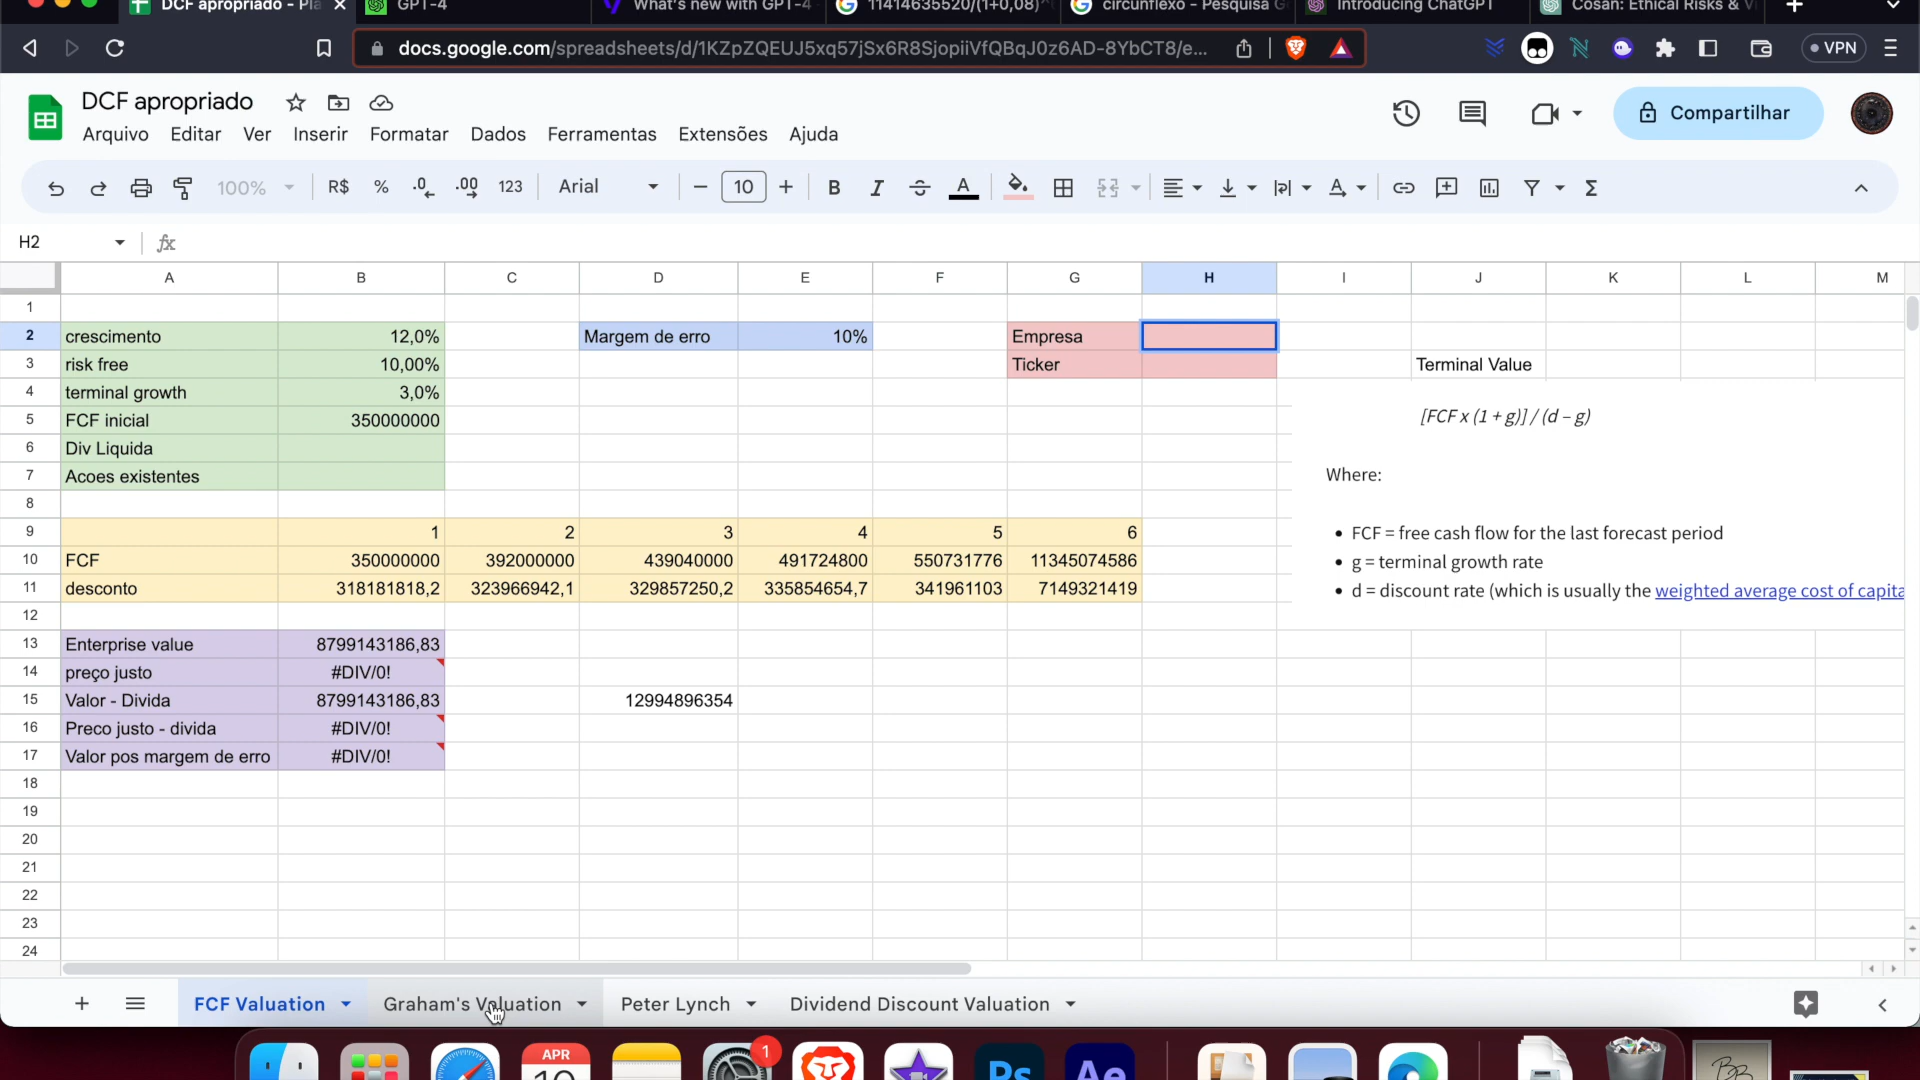 DCF apropriado - Pla
GPT-4
What's new with GPT-4
11414635520/(1+0,08)^
circunflexo - Pesquisa G
Introducing ChatGPT
Cosan: Ethical Risks & V
docs.google.com/spreadsheets/d/1KZpZQEUJ5xq57jSx6R8SjopiiVfQBqJ0z6AD-8YbCT8/e...
VPN
DCF apropriado
Arquivo Editar Ver Inserir Formatar Dados Ferramentas Extensões Ajuda
Compartilhar
100% R$ % .0 .00 123 Arial 10 B I S A
H2 fx
A B C D E F G H I J K L M
1
2 crescimento 12,0% Margem de erro 10% Empresa
3 risk free 10,00% Ticker Terminal Value
4 terminal growth 3,0%
5 FCF inicial 350000000 [FCF x (1 + g)] / (d – g)
6 Div Liquida
7 Acoes existentes Where:
8
9 1 2 3 4 5 6 • FCF = free cash flow for the last forecast period
10 FCF 350000000 392000000 439040000 491724800 550731776 11345074586 • g = terminal growth rate
11 desconto 318181818,2 323966942,1 329857250,2 335854654,7 341961103 7149321419 • d = discount rate (which is usually the weighted average cost of capita
12
13 Enterprise value 8799143186,83
14 preço justo #DIV/0!
15 Valor - Divida 8799143186,83 12994896354
16 Preco justo - divida #DIV/0!
17 Valor pos margem de erro #DIV/0!
18
19
20
21
22
23
24
FCF Valuation Graham's Valuation Peter Lynch Dividend Discount Valuation
APR
10
1
Ps
Ae